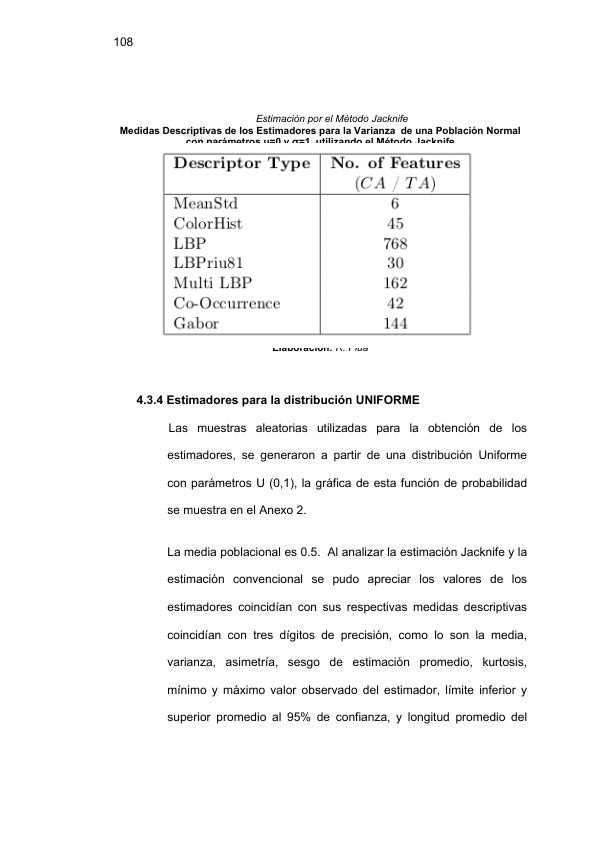 108
Estimación por el Método Jacknife
Medidas Descriptivas de los Estimadores para la Varianza de una Población Normal
con parámetros μ=0 y σ=1, utilizando el Método Jacknife
Descriptor Type No. of Features
(CA / TA)
MeanStd 6
ColorHist 45
LBP 768
LBPriu81 30
Multi LBP 162
Co-Occurrence 42
Gabor 144
Elaboración: R. Plúa
4.3.4 Estimadores para la distribución UNIFORME
Las muestras aleatorias utilizadas para la obtención de los
estimadores, se generaron a partir de una distribución Uniforme
con parámetros U (0,1), la gráfica de esta función de probabilidad
se muestra en el Anexo 2.
La media poblacional es 0.5. Al analizar la estimación Jacknife y la
estimación convencional se pudo apreciar los valores de los
estimadores coincidían con sus respectivas medidas descriptivas
coincidían con tres dígitos de precisión, como lo son la media,
varianza, asimetría, sesgo de estimación promedio, kurtosis,
mínimo y máximo valor observado del estimador, límite inferior y
superior promedio al 95% de confianza, y longitud promedio del